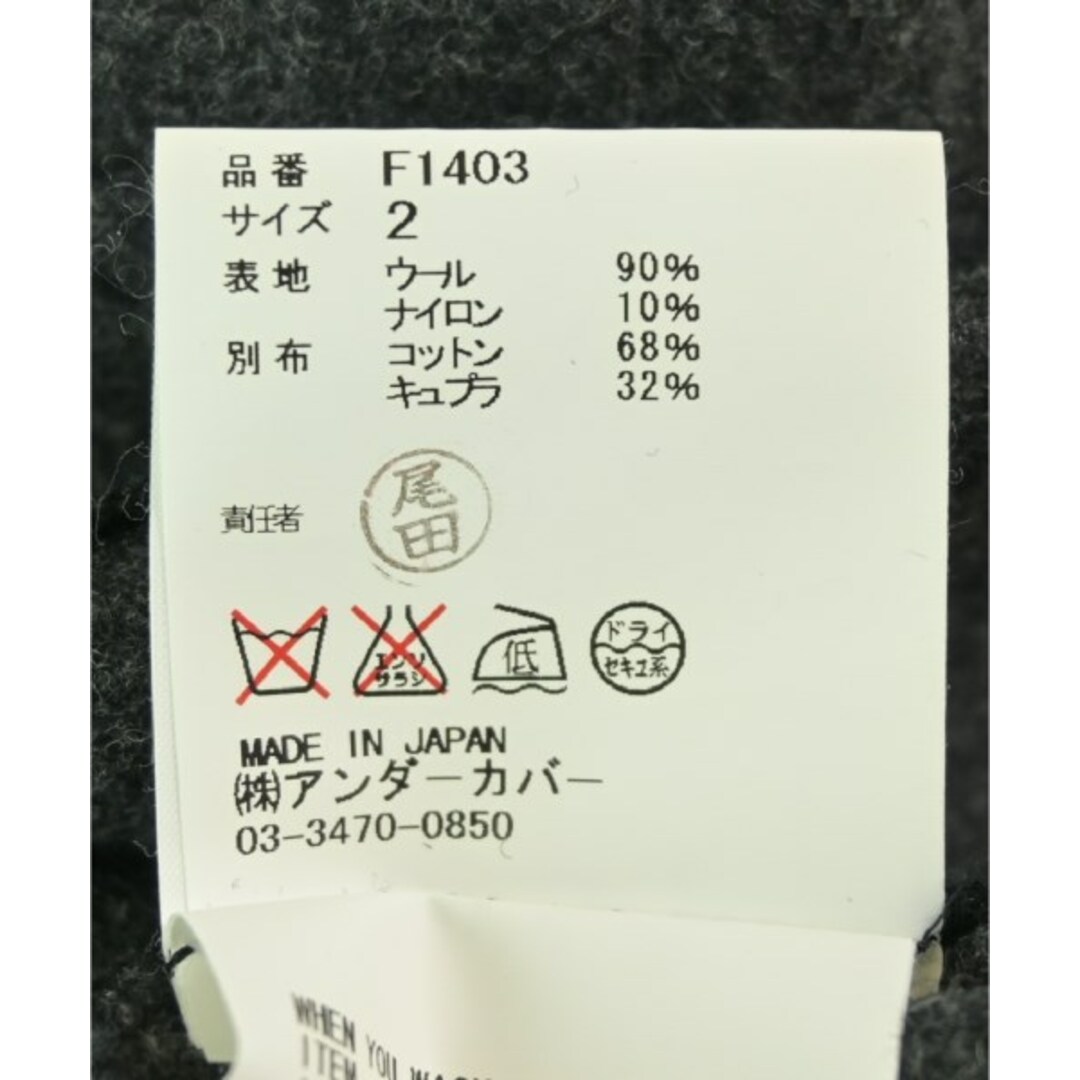 品番 F1403
サイズ 2
表地 ウール 90%
ナイロン 10%
別布 コットン 68%
キュプラ 32%
責任者 尾田
エンソサラシ
低
ドライ
セキユ系
MADE IN JAPAN
㈱アンダーカバー
03-3470-0850
WHEN YOU
ITEM